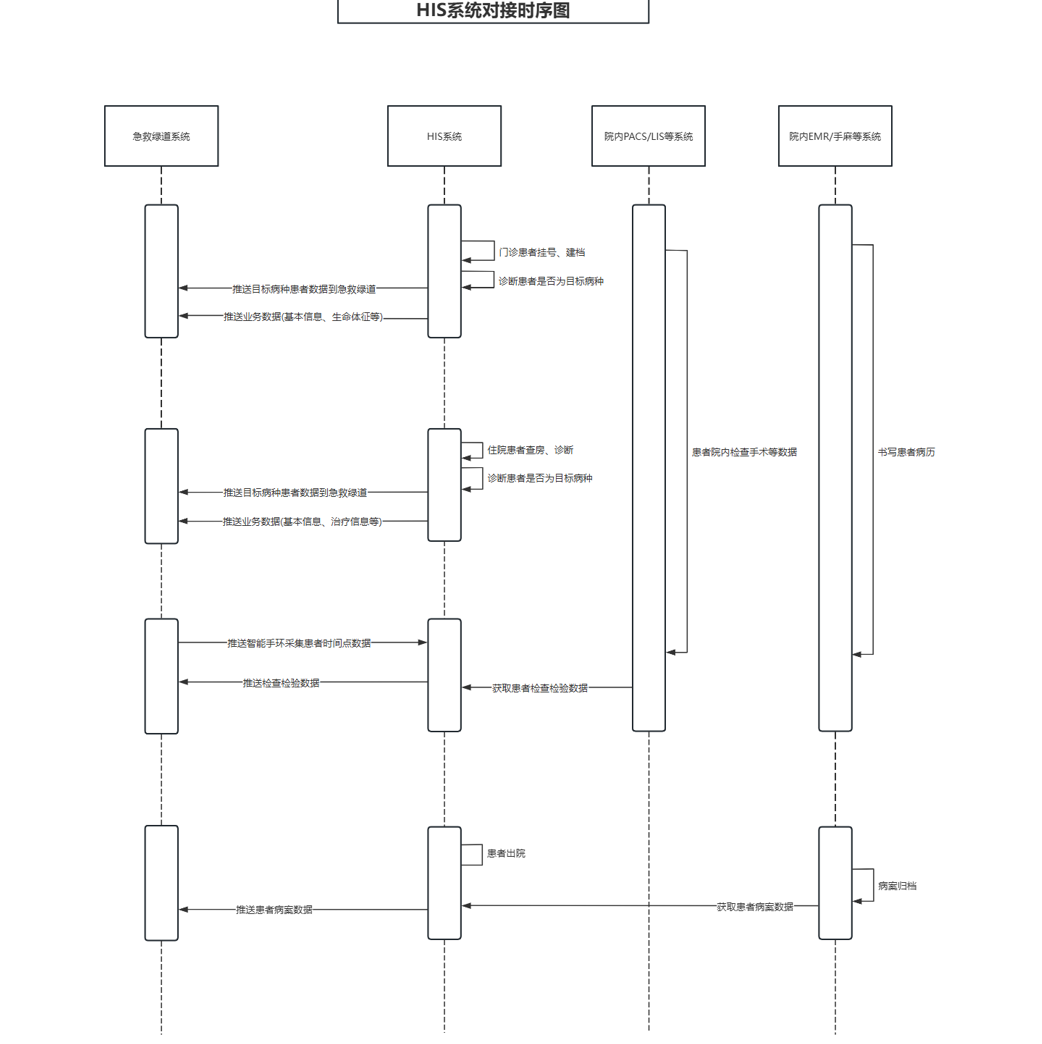 HIS系统对接时序图
急救绿道系统
HIS系统
院内PACS/LIS等系统
院内EMR/手麻等系统
门诊患者挂号、建档
诊断患者是否为目标病种
推送目标病种患者数据到急救绿道
推送业务数据(基本信息、生命体征等)
住院患者查房、诊断
患者院内检查手术等数据
书写患者病历
诊断患者是否为目标病种
推送目标病种患者数据到急救绿道
推送业务数据(基本信息、治疗信息等)
推送智能手环采集患者时间点数据
推送检查检验数据
获取患者检查检验数据
患者出院
病案归档
推送患者病案数据
获取患者病案数据